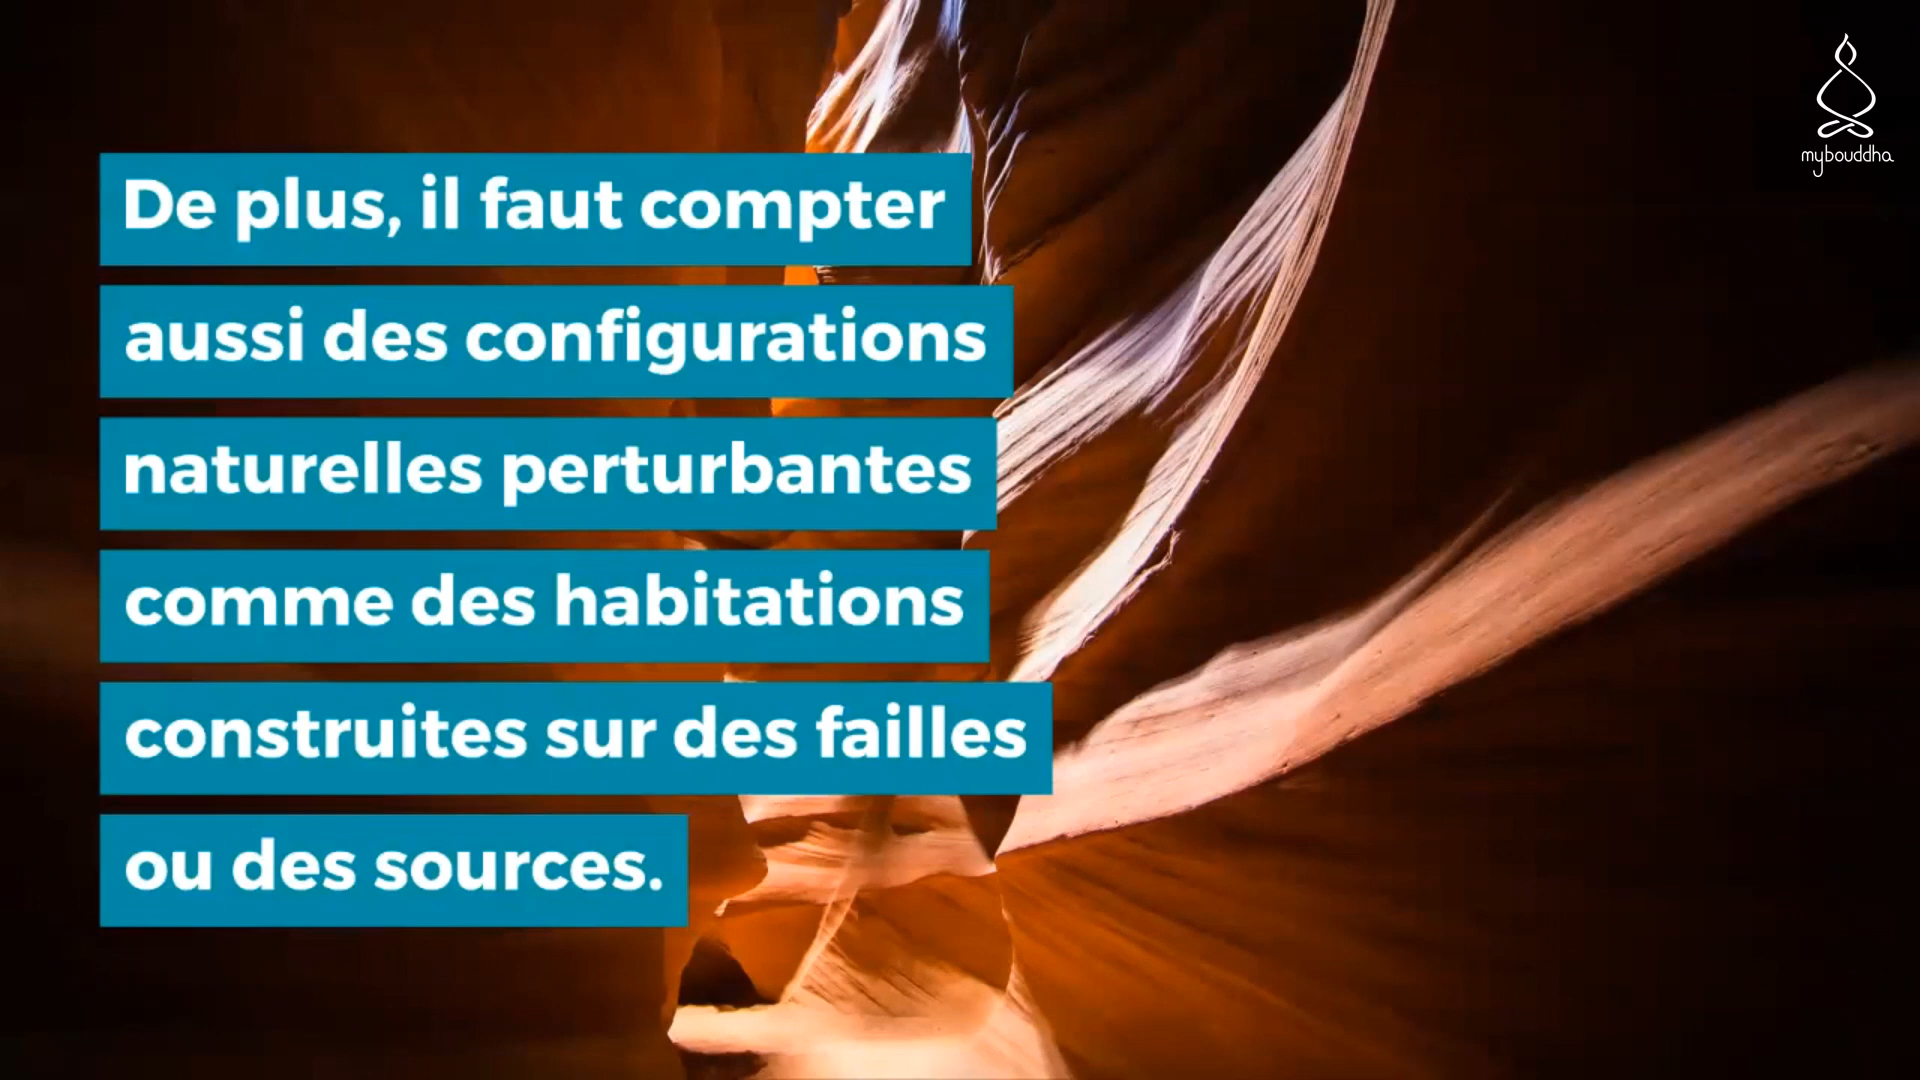 mybouddha
De plus, il faut compter
aussi des configurations
naturelles perturbantes
comme des habitations
construites sur des failles
ou des sources.